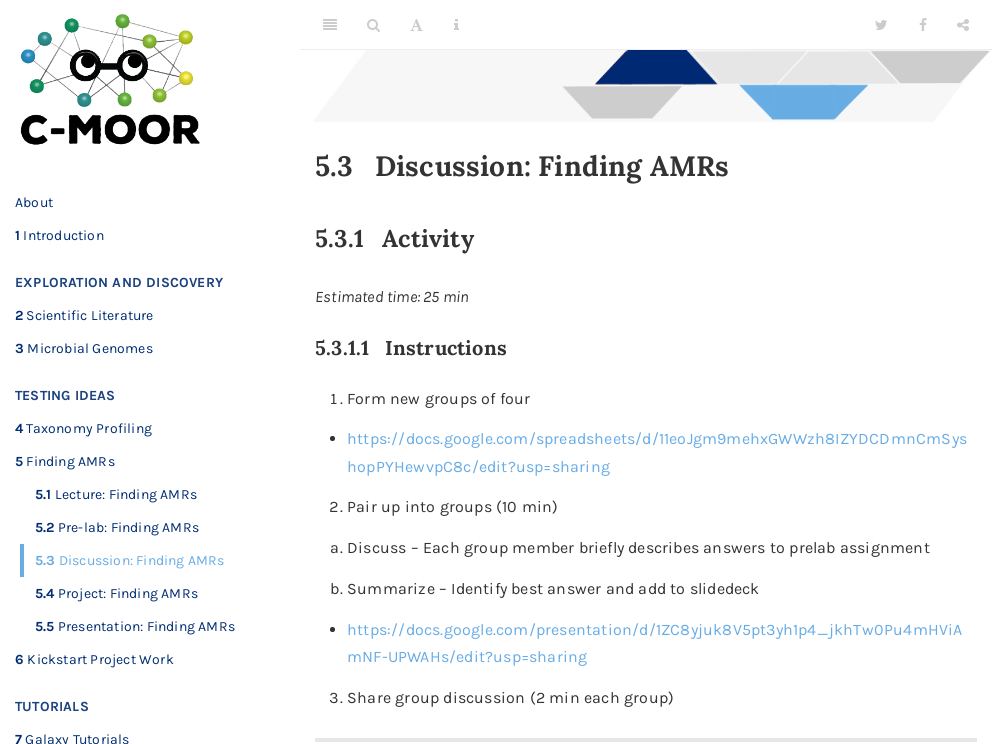 C-MOOR
About
1 Introduction
EXPLORATION AND DISCOVERY
2 Scientific Literature
3 Microbial Genomes
TESTING IDEAS
4 Taxonomy Profiling
5 Finding AMRs
5.1 Lecture: Finding AMRs
5.2 Pre-lab: Finding AMRs
5.3 Discussion: Finding AMRs
5.4 Project: Finding AMRs
5.5 Presentation: Finding AMRs
6 Kickstart Project Work
TUTORIALS
7 Galaxy Tutorials
A
i
5.3 Discussion: Finding AMRs
5.3.1 Activity
Estimated time: 25 min
5.3.1.1 Instructions
1. Form new groups of four
• https://docs.google.com/spreadsheets/d/11eoJgm9mehxGWWzh8IZYDCDmnCmSys
hopPYHewvpC8c/edit?usp=sharing
2. Pair up into groups (10 min)
a. Discuss – Each group member briefly describes answers to prelab assignment
b. Summarize – Identify best answer and add to slidedeck
• https://docs.google.com/presentation/d/1ZC8yjuk8V5pt3yh1p4_jkhTw0Pu4mHViA
mNF-UPWAHs/edit?usp=sharing
3. Share group discussion (2 min each group)